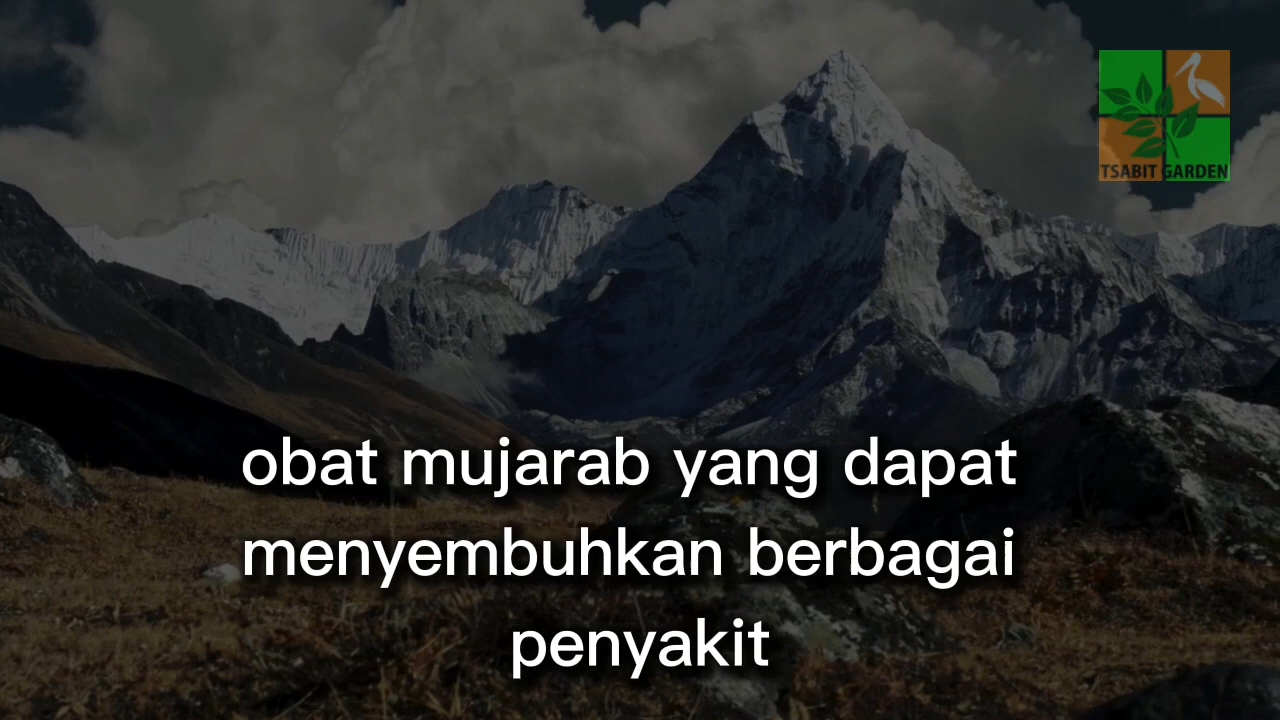 TSABIT GARDEN
obat mujarab yang dapat
menyembuhkan berbagai
penyakit